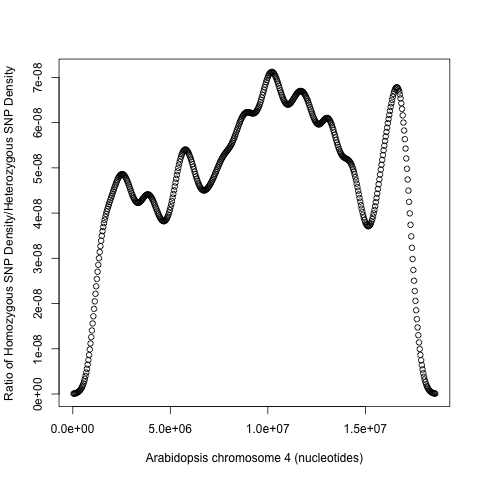 Ratio of Homozygous SNP Density/Heterozygous SNP Density
7e-08
6e-08
5e-08
4e-08
3e-08
2e-08
1e-08
0e+00
0.0e+00 5.0e+06 1.0e+07 1.5e+07
Arabidopsis chromosome 4 (nucleotides)